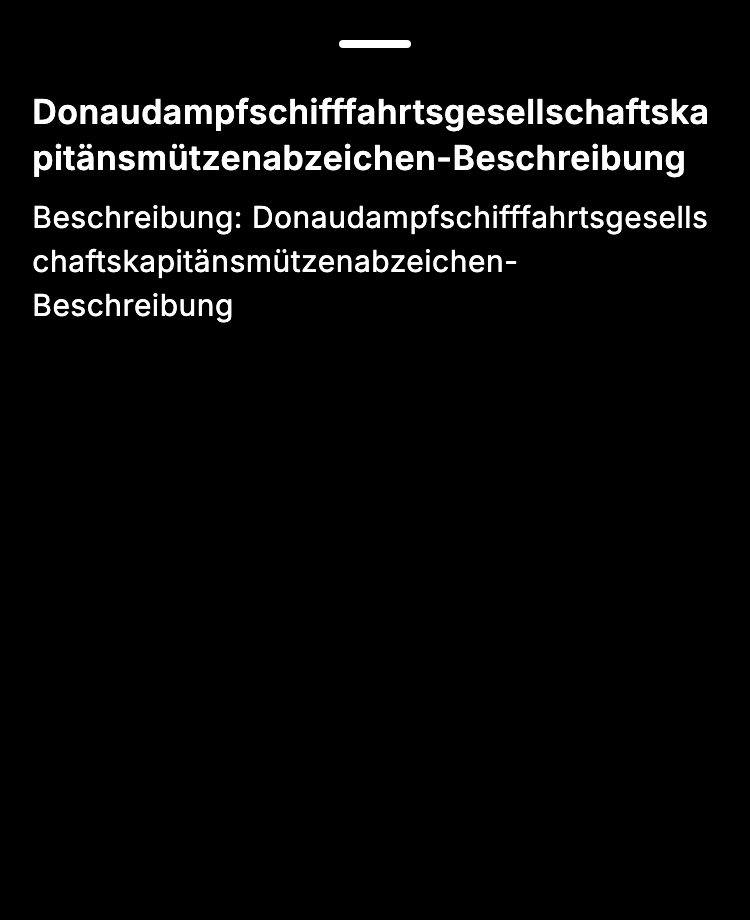 Donaudampfschifffahrtsgesellschaftska
pitänsmützenabzeichen-Beschreibung
Beschreibung: Donaudampfschifffahrtsgesells
chaftskapitänsmützenabzeichen-
Beschreibung